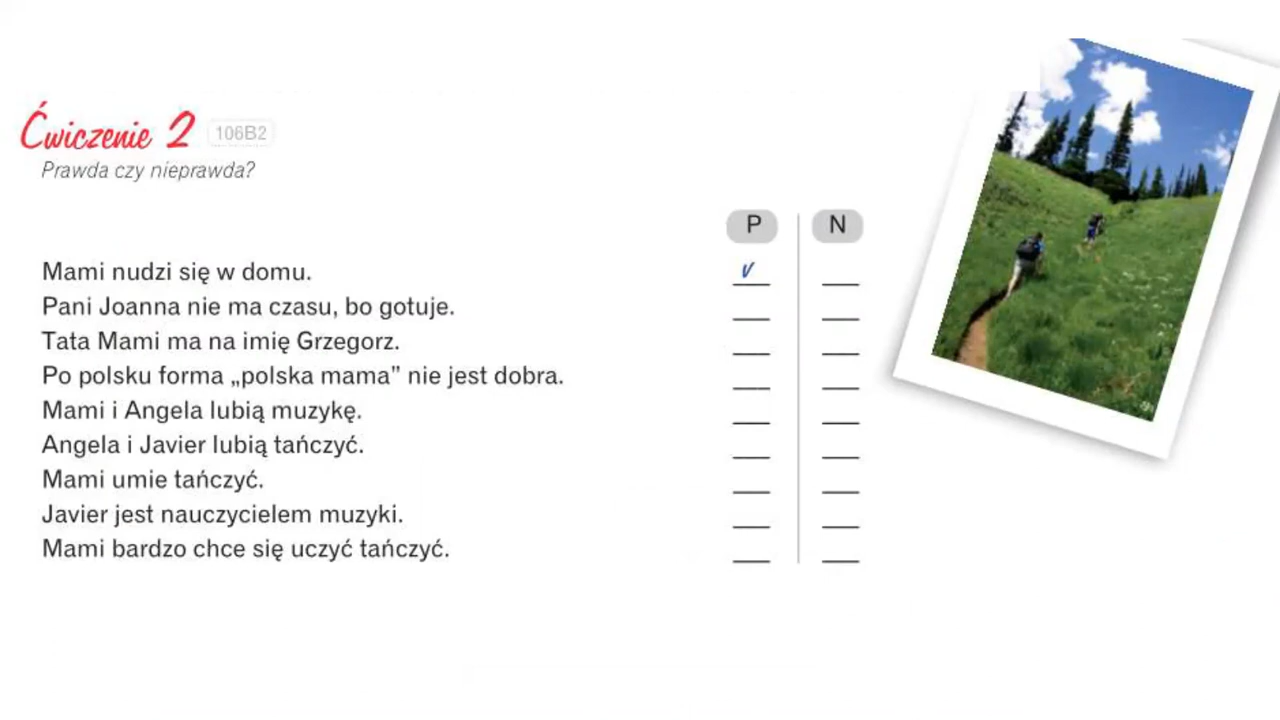 Ćwiczenie 2 106B2
Prawda czy nieprawda?
P N
Mami nudzi się w domu. v
Pani Joanna nie ma czasu, bo gotuje.
Tata Mami ma na imię Grzegorz.
Po polsku forma „polska mama” nie jest dobra.
Mami i Angela lubią muzykę.
Angela i Javier lubią tańczyć.
Mami umie tańczyć.
Javier jest nauczycielem muzyki.
Mami bardzo chce się uczyć tańczyć.